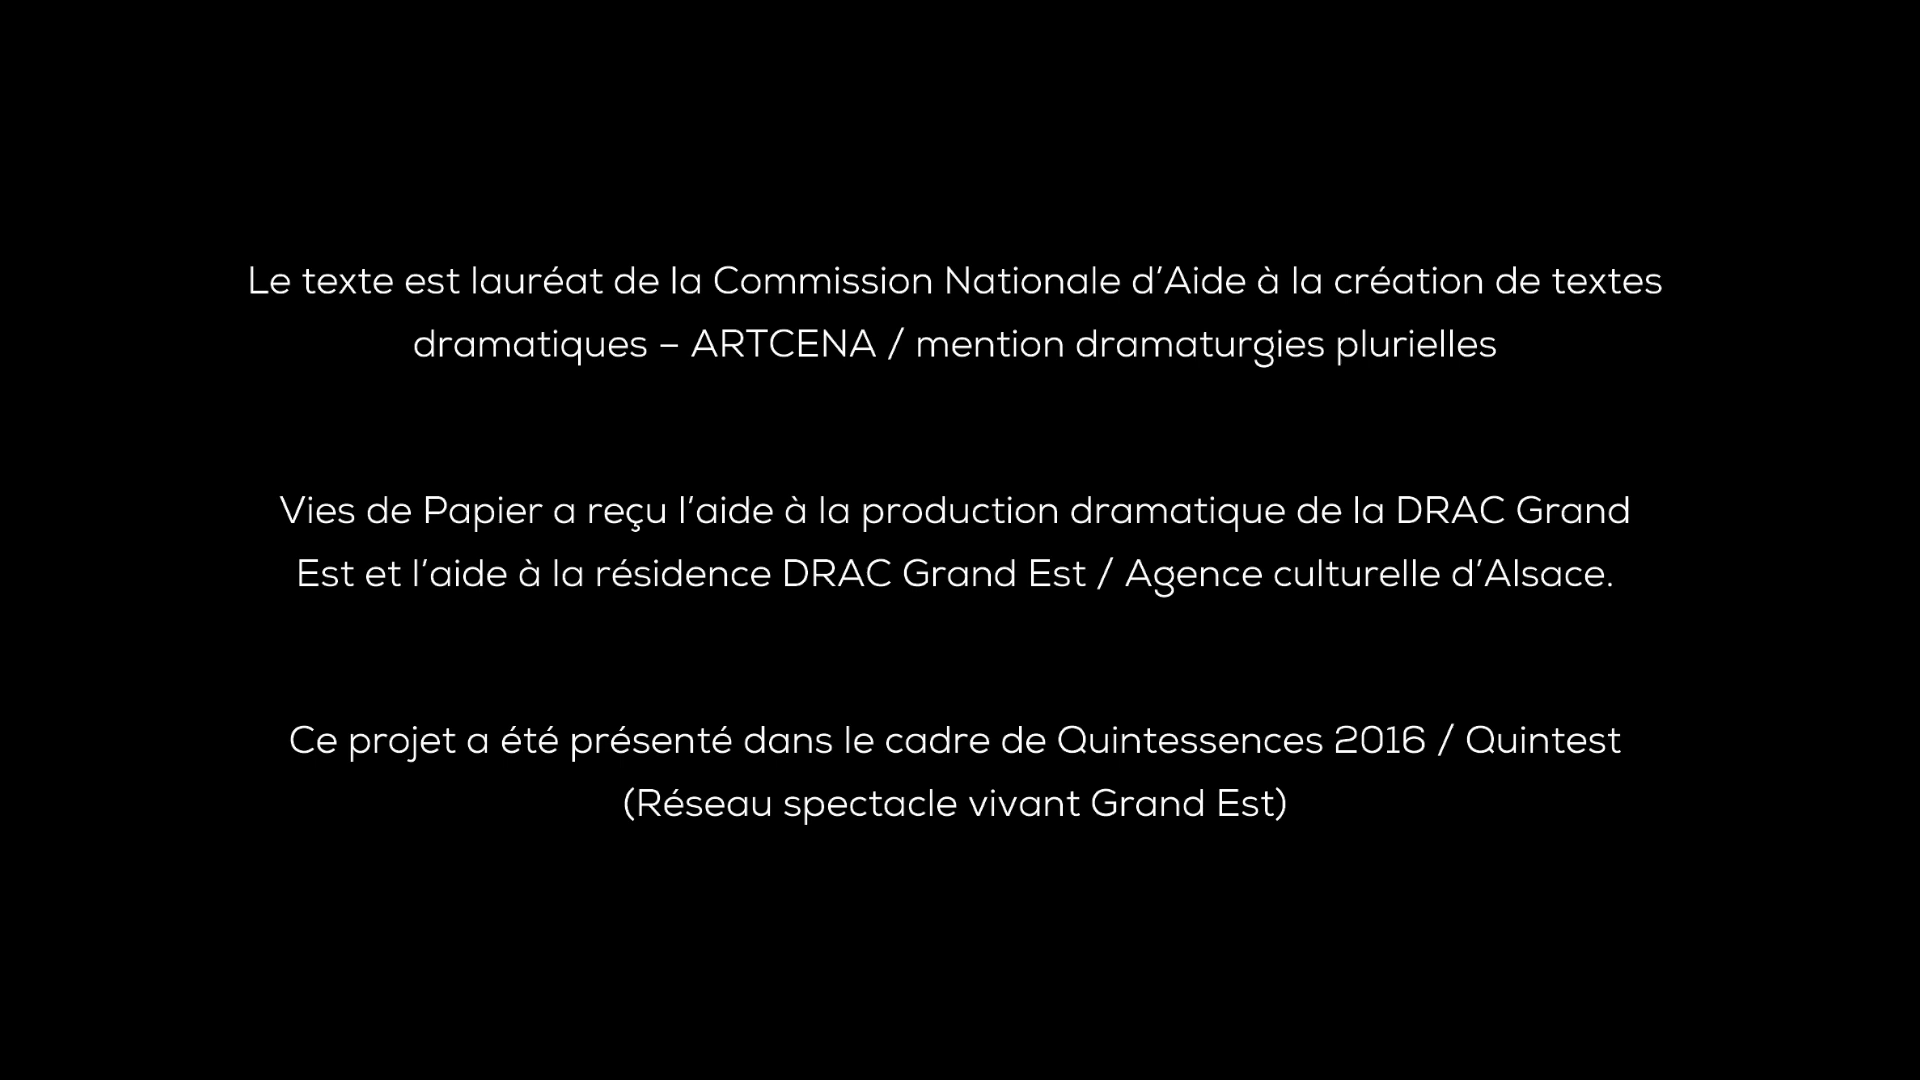 Le texte est lauréat de la Commission Nationale d’Aide à la création de textes
dramatiques – ARTCENA / mention dramaturgies plurielles
Vies de Papier a reçu l’aide à la production dramatique de la DRAC Grand
Est et l’aide à la résidence DRAC Grand Est / Agence culturelle d’Alsace.
Ce projet a été présenté dans le cadre de Quintessences 2016 / Quintest
(Réseau spectacle vivant Grand Est)